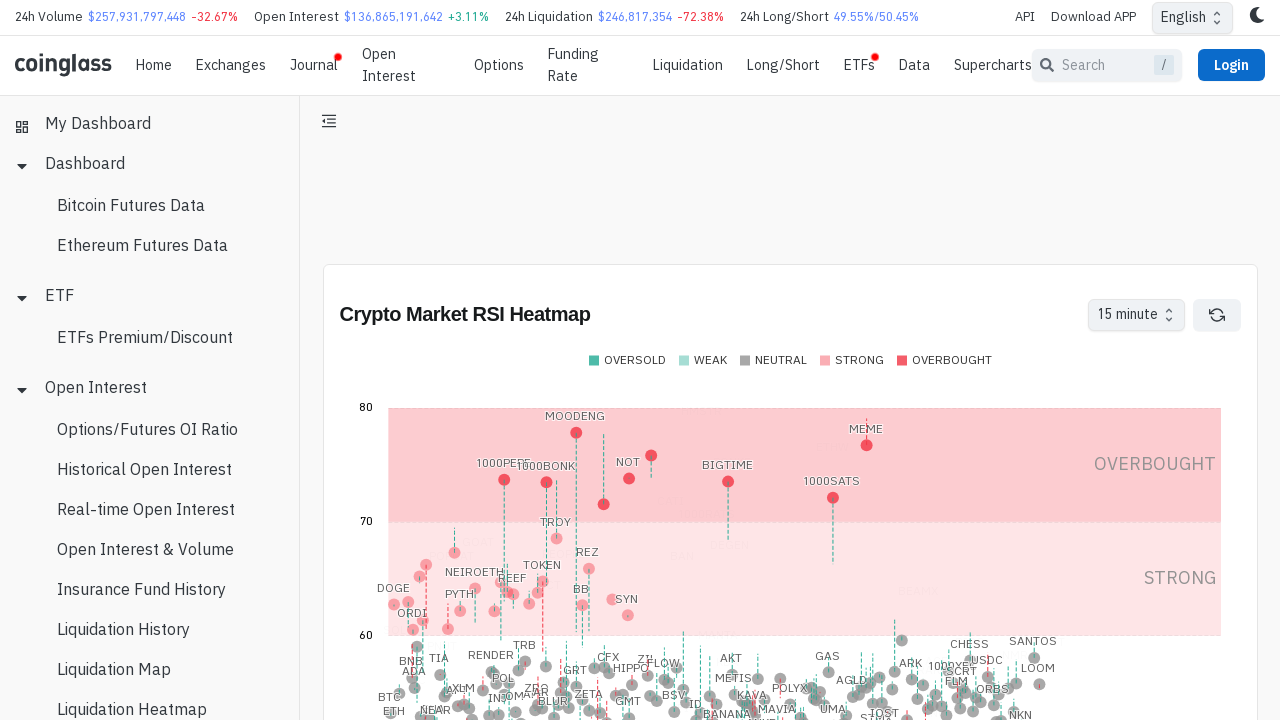 24h Volume $257,931,797,448 -32.67% Open Interest $136,865,191,642 +3.11% 24h Liquidation $246,817,354 -72.38% 24h Long/Short 49.55%/50.45% API Download APP English
coinglass Home Exchanges Journal Open Interest Options Funding Rate Liquidation Long/Short ETFs Data Supercharts Search / Login
My Dashboard
Dashboard
Bitcoin Futures Data
Ethereum Futures Data
ETF
ETFs Premium/Discount
Open Interest
Options/Futures OI Ratio
Historical Open Interest
Real-time Open Interest
Open Interest & Volume
Insurance Fund History
Liquidation History
Liquidation Map
Liquidation Heatmap
Crypto Market RSI Heatmap
15 minute
OVERSOLD WEAK NEUTRAL STRONG OVERBOUGHT
80
MOODENG
MEME
OVERBOUGHT
1000PEPE
1000BONK
NOT
BIGTIME
1000SATS
70
TROY
REZ
TOKEN
NEIROETH
REEF
STRONG
DOGE
PYTH
BB
SYN
ORDI
60
TRB
CHESS
SANTOS
BNB
TIA
RENDER
CFX
ZIL
FLOW
AKT
GAS
ARK
USDC
ADA
GRT
HIPPO
LOOM
POL
METIS
AGLD
SCRT
XLM
POLYX
FLM
ORBS
BTC
ZETA
GMT
BSV
KAVA
ETH
NEAR
BLUR
ID
MAVIA
UMA
BANANA
NKN